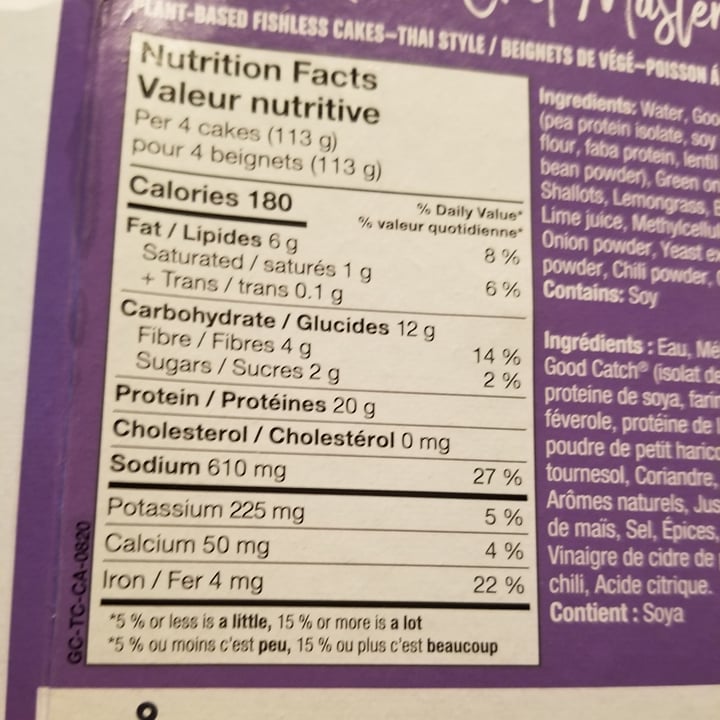 PLANT-BASED FISHLESS CAKES–THAI STYLE / BEIGNETS DE VÉGÉ–POISSON À
Nutrition Facts
Valeur nutritive
Per 4 cakes (113 g)
pour 4 beignets (113 g)
Calories 180
% Daily Value*
% valeur quotidienne*
Fat / Lipides 6 g 8 %
Saturated / saturés 1 g
+ Trans / trans 0.1 g 6 %
Carbohydrate / Glucides 12 g
Fibre / Fibres 4 g 14 %
Sugars / Sucres 2 g 2 %
Protein / Protéines 20 g
Cholesterol / Cholestérol 0 mg
Sodium 610 mg 27 %
Potassium 225 mg 5 %
Calcium 50 mg 4 %
Iron / Fer 4 mg 22 %
*5 % or less is a little, 15 % or more is a lot
*5 % ou moins c'est peu, 15 % ou plus c'est beaucoup
GC-TC-CA-0820
Ingredients: Water, Goo
(pea protein isolate, soy
flour, faba protein, lentil
bean powder), Green on
Shallots, Lemongrass,
Lime juice, Methylcellul
Onion powder, Yeast ex
powder, Chili powder,
Contains: Soy
Ingrédients : Eau, Mé
Good Catch® (isolat de
proteine de soya, farin
féverole, protéine de l
poudre de petit harico
tournesol, Coriandre,
Arômes naturels, Jus
de maïs, Sel, Épices,
Vinaigre de cidre de
chili, Acide citrique.
Contient : Soya